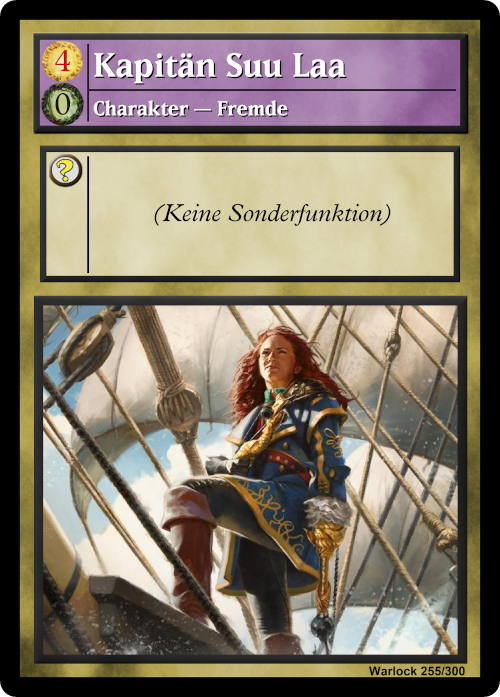 4
Kapitän Suu Laa
0
Charakter — Fremde
?
(Keine Sonderfunktion)
Warlock 255/300